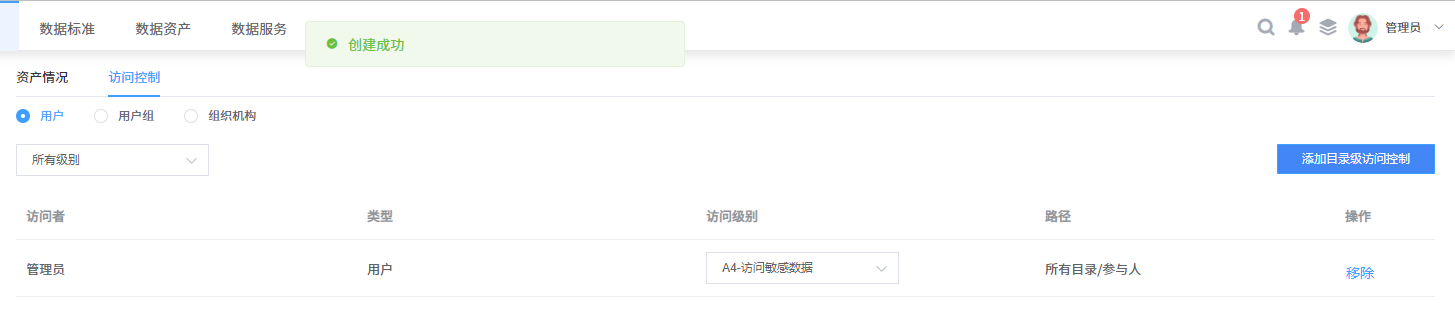 数据标准 数据资产 数据服务
创建成功
1
管理员
资产情况 访问控制
用户 用户组 组织机构
所有级别
添加目录级访问控制
访问者 类型 访问级别 路径 操作
管理员 用户 A4-访问敏感数据 所有目录/参与人 移除